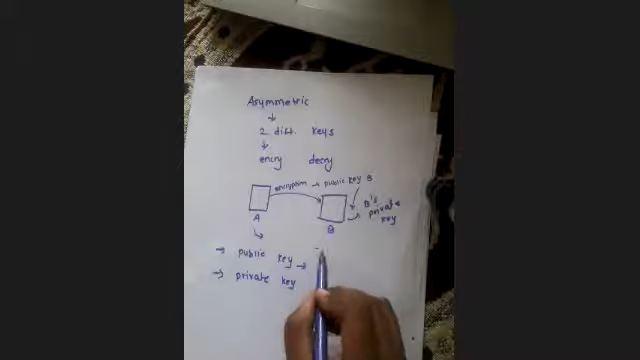 Asymmetric
↓
2 diff. keys
↓
encry decry
encryption → public key B
A
B
B's private key
→ public key →
→ private key